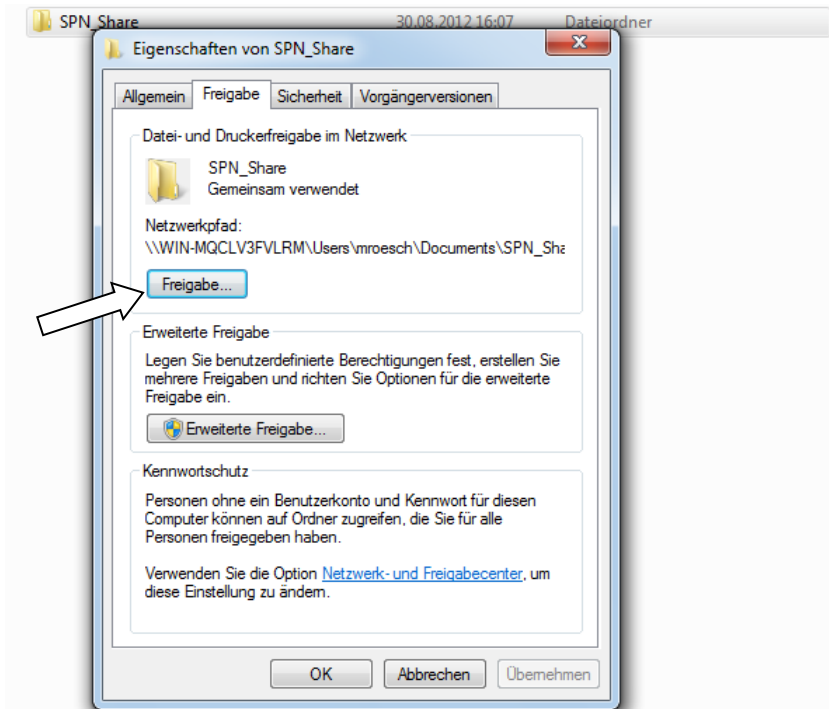 SPN_Share 30.08.2012 16:07 Dateiordner
Eigenschaften von SPN_Share
Allgemein Freigabe Sicherheit Vorgängerversionen
Datei- und Druckerfreigabe im Netzwerk
SPN_Share
Gemeinsam verwendet
Netzwerkpfad:
\\WIN-MQCLV3FVLRM\Users\mroesch\Documents\SPN_Sha
Freigabe...
Erweiterte Freigabe
Legen Sie benutzerdefinierte Berechtigungen fest, erstellen Sie
mehrere Freigaben und richten Sie Optionen für die erweiterte
Freigabe ein.
Erweiterte Freigabe...
Kennwortschutz
Personen ohne ein Benutzerkonto und Kennwort für diesen
Computer können auf Ordner zugreifen, die Sie für alle
Personen freigegeben haben.
Verwenden Sie die Option Netzwerk- und Freigabecenter, um
diese Einstellung zu ändern.
OK Abbrechen Übernehmen